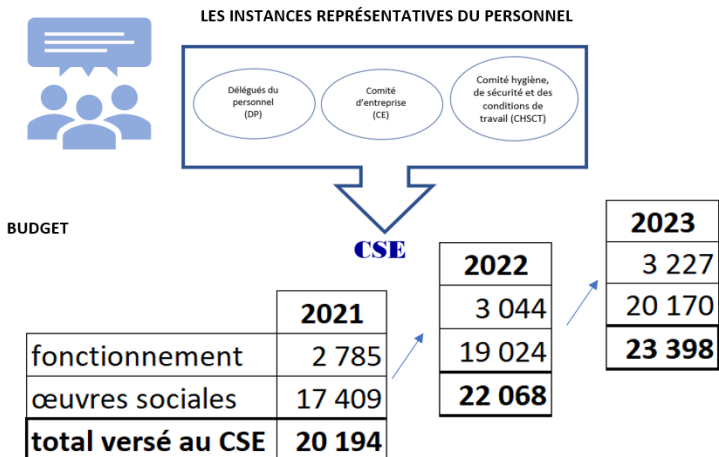 LES INSTANCES REPRÉSENTATIVES DU PERSONNEL
Délégués du
personnel
(DP)
Comité
d'entreprise
(CE)
Comité hygiène,
de sécurité et des
conditions de
travail (CHSCT)
BUDGET
CSE
2021
fonctionnement 2 785
œuvres sociales 17 409
total versé au CSE 20 194
2022
3 044
19 024
22 068
2023
3 227
20 170
23 398